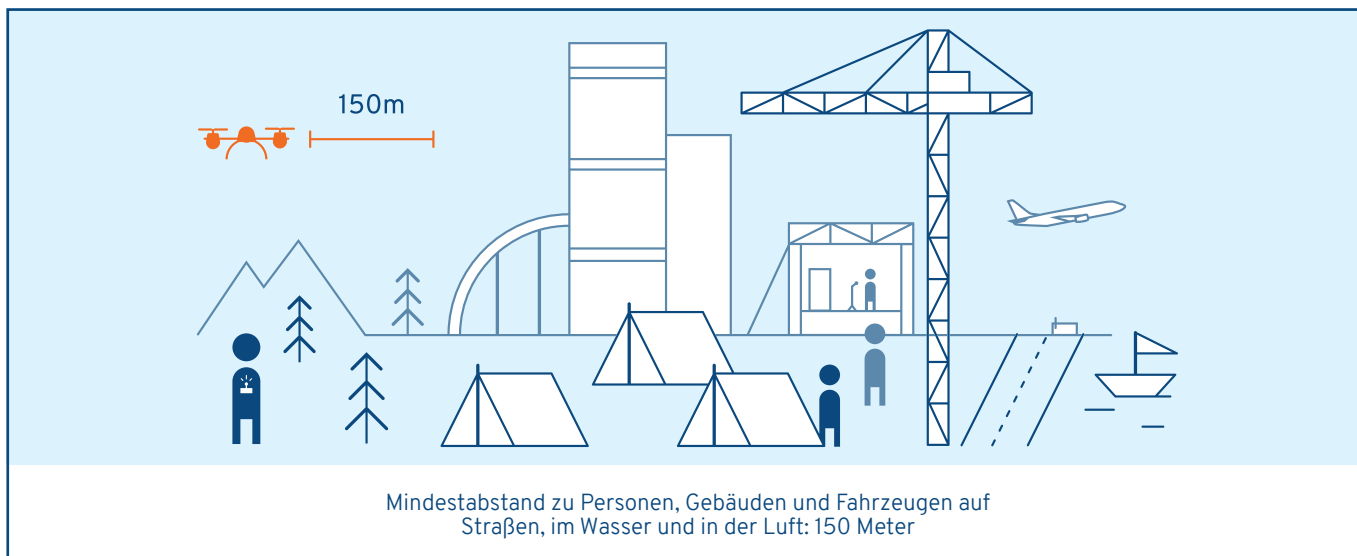 150m
Mindestabstand zu Personen, Gebäuden und Fahrzeugen auf
Straßen, im Wasser und in der Luft: 150 Meter